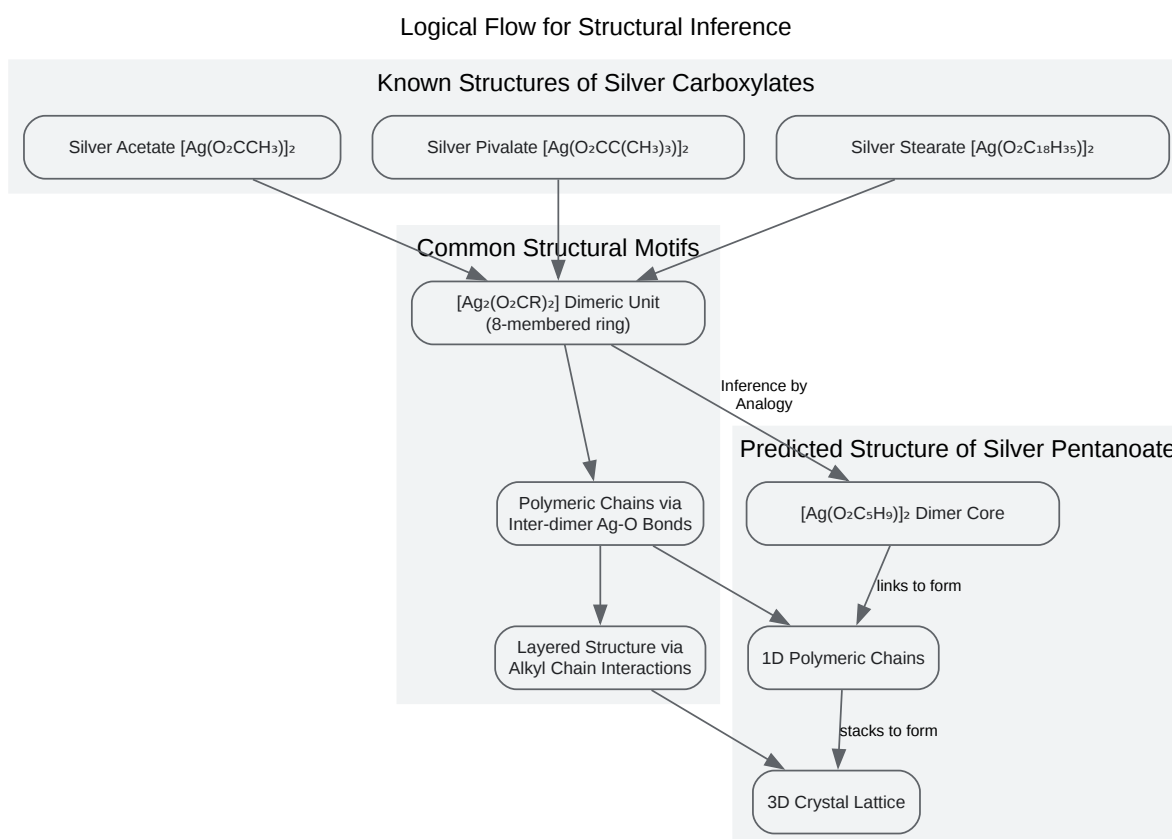 Logical Flow for Structural Inference
Known Structures of Silver Carboxylates
Silver Acetate [Ag(O₂CCH₃)]₂
Silver Pivalate [Ag(O₂CC(CH₃)₃)]₂
Silver Stearate [Ag(O₂C₁₈H₃₅)]₂
Common Structural Motifs
[Ag₂(O₂CR)₂] Dimeric Unit
(8-membered ring)
Inference by
Analogy
Predicted Structure of Silver Pentanoate
Polymeric Chains via
Inter-dimer Ag-O Bonds
[Ag(O₂C₅H₉)]₂ Dimer Core
links to form
Layered Structure via
Alkyl Chain Interactions
1D Polymeric Chains
stacks to form
3D Crystal Lattice